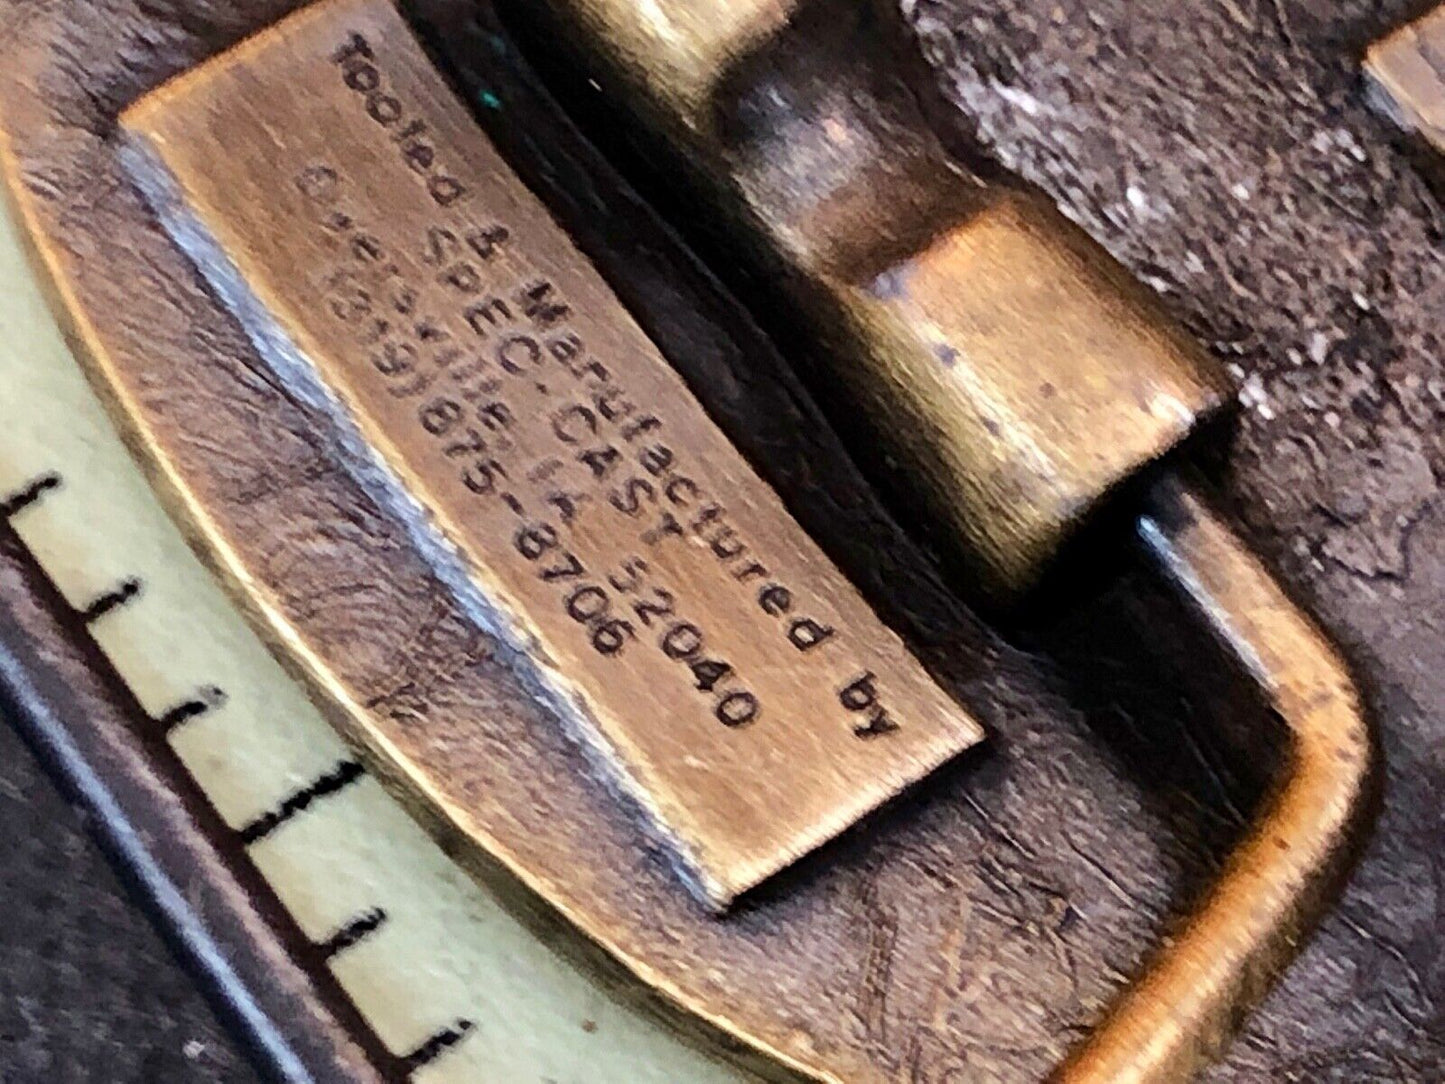 Tooled & Manufactured by
SPEC-CAST
Dyersville, IA 52040
(319)875-8706